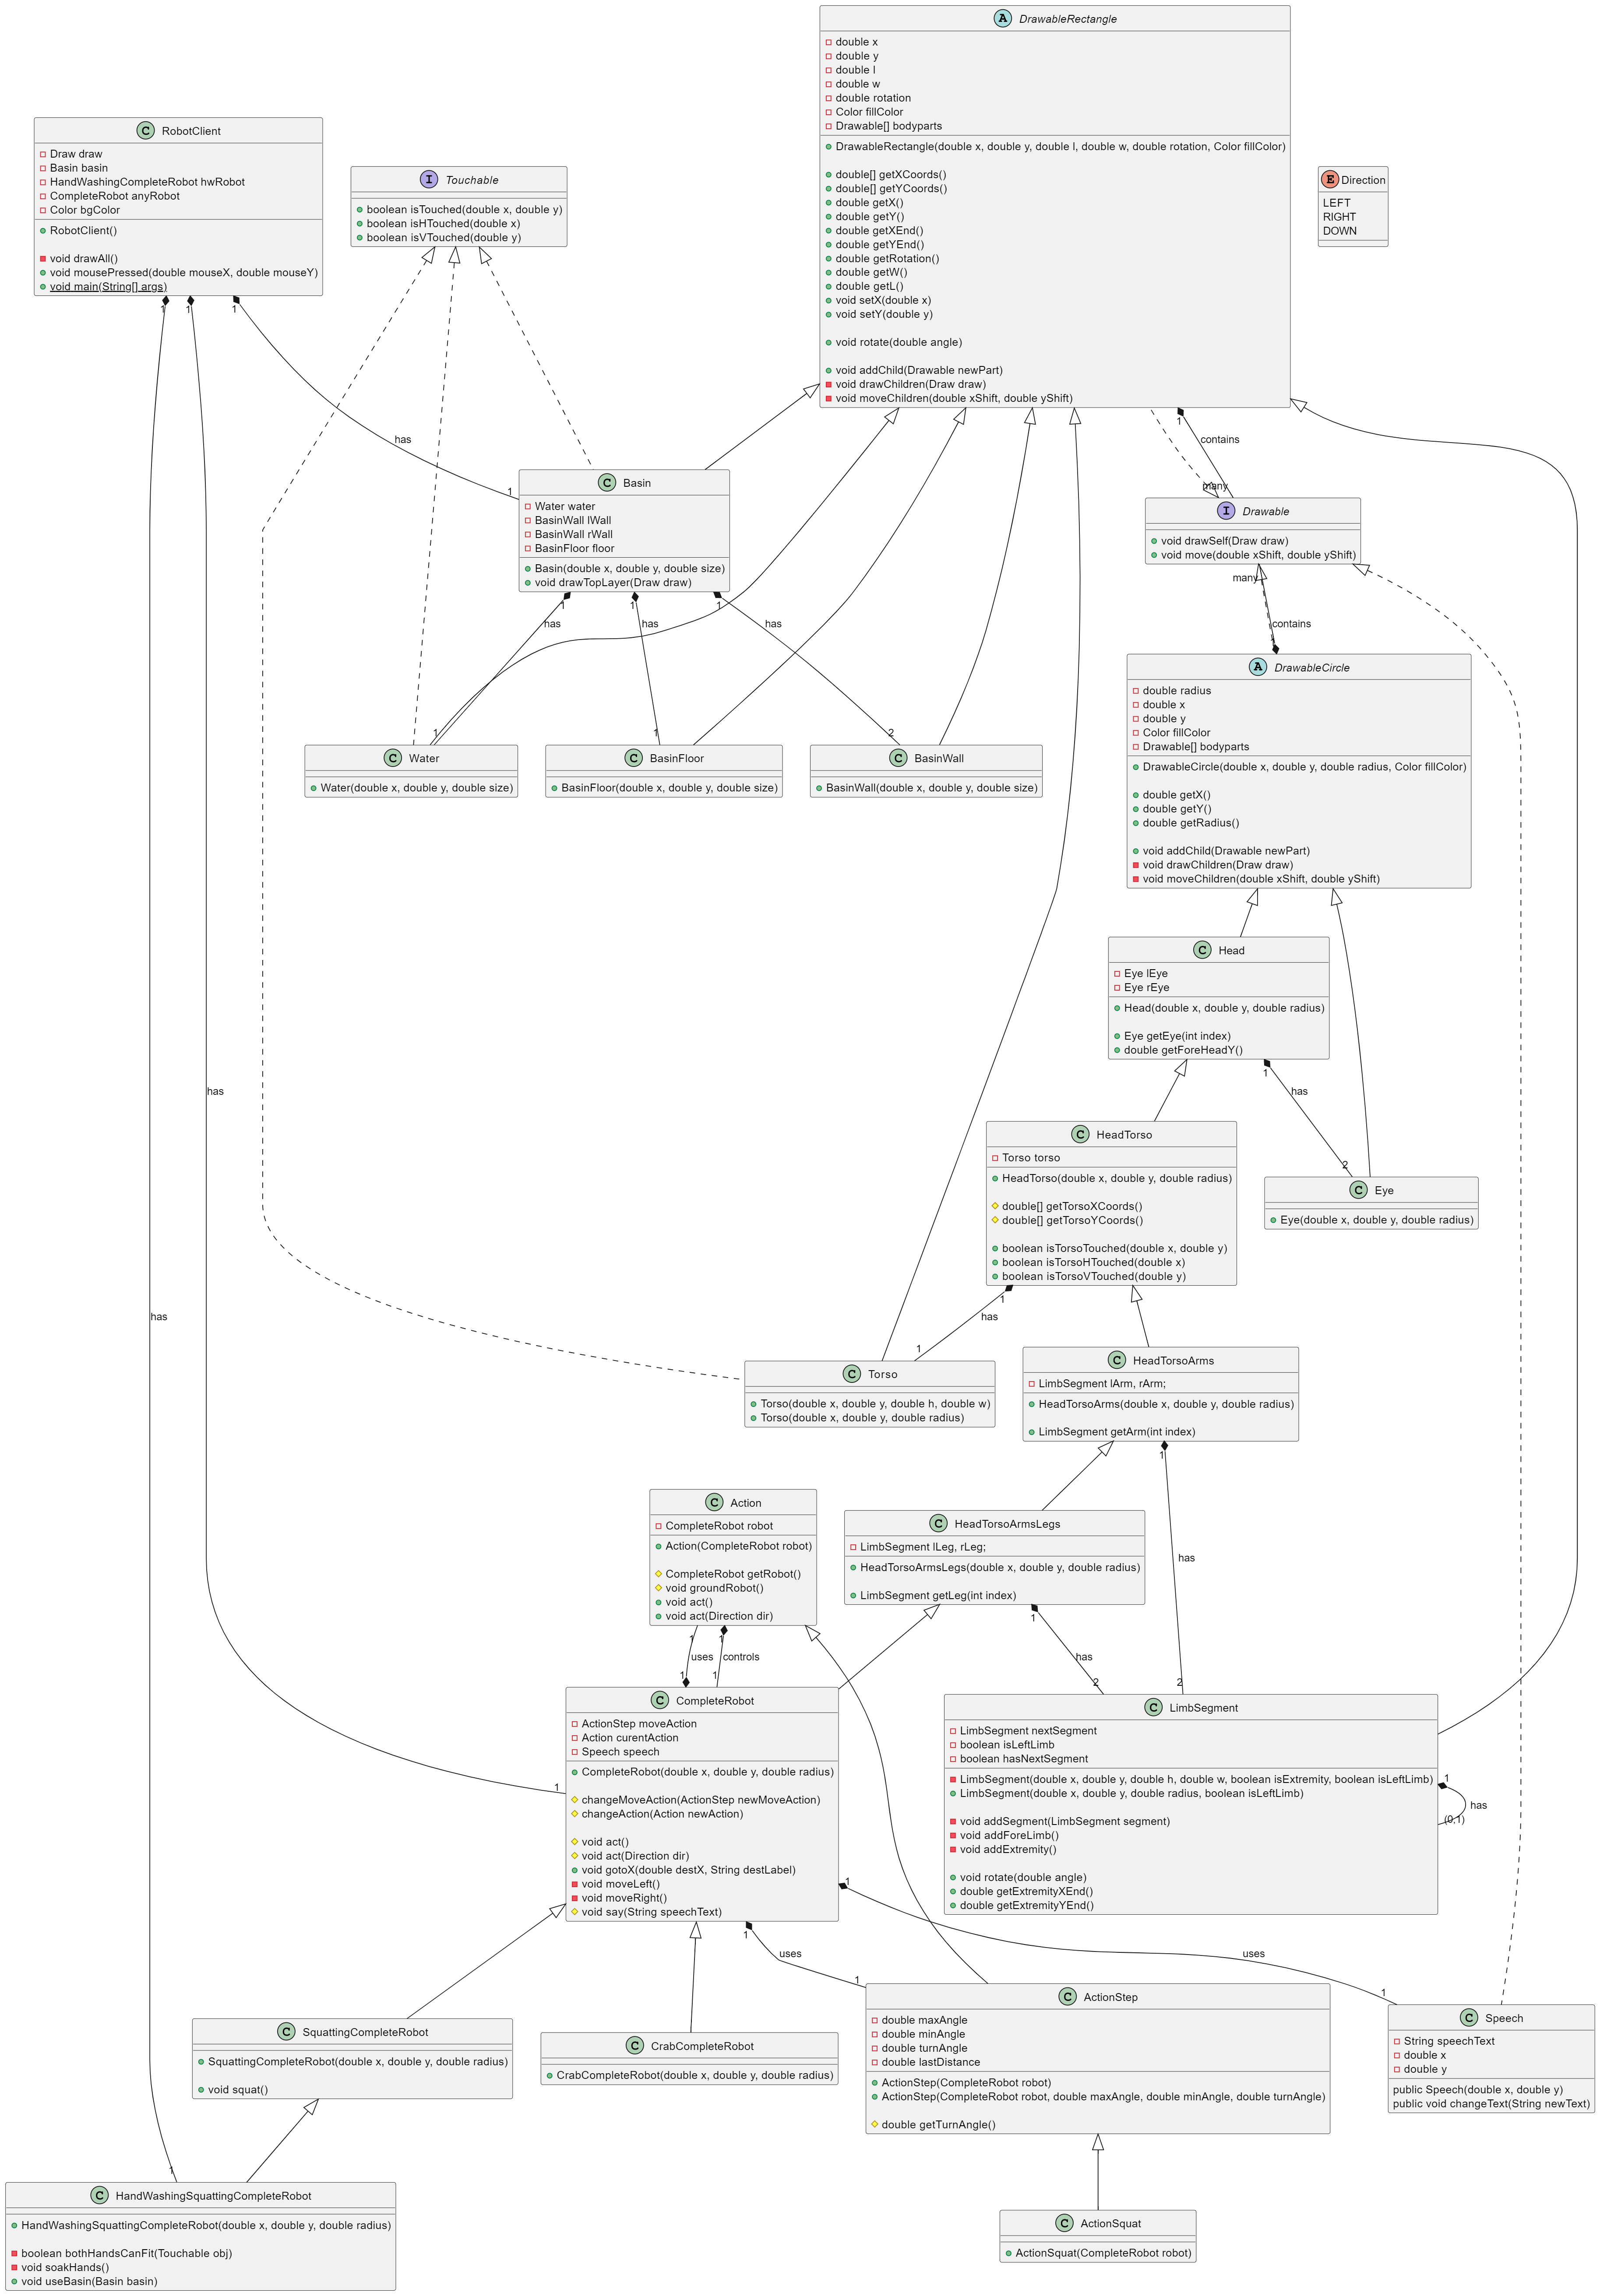 DrawableRectangle
double x
double y
double l
double w
double rotation
Color fillColor
Drawable[] bodyparts
DrawableRectangle(double x, double y, double l, double w, double rotation, Color fillColor)
double[] getXCoords()
double[] getYCoords()
double getX()
double getY()
double getXEnd()
double getYEnd()
double getRotation()
double getW()
double getL()
void setX(double x)
void setY(double y)
void rotate(double angle)
void addChild(Drawable newPart)
void drawChildren(Draw draw)
void moveChildren(double xShift, double yShift)
RobotClient
Draw draw
Basin basin
HandWashingCompleteRobot hwRobot
CompleteRobot anyRobot
Color bgColor
RobotClient()
void drawAll()
void mousePressed(double mouseX, double mouseY)
void main(String[] args)
Touchable
boolean isTouched(double x, double y)
boolean isHTouched(double x)
boolean isVTouched(double y)
Direction
LEFT
RIGHT
DOWN
1
1
1
1
has
contains
1
many
Basin
Water water
BasinWall lWall
BasinWall rWall
BasinFloor floor
Basin(double x, double y, double size)
void drawTopLayer(Draw draw)
Drawable
void drawSelf(Draw draw)
void move(double xShift, double yShift)
many
1
1
1
has
has
has
contains
1
1
1
2
Water
Water(double x, double y, double size)
BasinFloor
BasinFloor(double x, double y, double size)
BasinWall
BasinWall(double x, double y, double size)
DrawableCircle
double radius
double x
double y
Color fillColor
Drawable[] bodyparts
DrawableCircle(double x, double y, double radius, Color fillColor)
double getX()
double getY()
double getRadius()
void addChild(Drawable newPart)
void drawChildren(Draw draw)
void moveChildren(double xShift, double yShift)
Head
Eye lEye
Eye rEye
Head(double x, double y, double radius)
Eye getEye(int index)
double getForeHeadY()
1
has
has
2
HeadTorso
Torso torso
HeadTorso(double x, double y, double radius)
double[] getTorsoXCoords()
double[] getTorsoYCoords()
boolean isTorsoTouched(double x, double y)
boolean isTorsoHTouched(double x)
boolean isTorsoVTouched(double y)
Eye
Eye(double x, double y, double radius)
1
has
has
1
Torso
Torso(double x, double y, double h, double w)
Torso(double x, double y, double radius)
HeadTorsoArms
LimbSegment lArm, rArm;
HeadTorsoArms(double x, double y, double radius)
LimbSegment getArm(int index)
1
Action
CompleteRobot robot
Action(CompleteRobot robot)
CompleteRobot getRobot()
void groundRobot()
void act()
void act(Direction dir)
HeadTorsoArmsLegs
LimbSegment lLeg, rLeg;
HeadTorsoArmsLegs(double x, double y, double radius)
LimbSegment getLeg(int index)
has
1
1
1
uses
controls
has
1
1
2
2
CompleteRobot
ActionStep moveAction
Action curentAction
Speech speech
CompleteRobot(double x, double y, double radius)
changeMoveAction(ActionStep newMoveAction)
changeAction(Action newAction)
void act()
void act(Direction dir)
void gotoX(double destX, String destLabel)
void moveLeft()
void moveRight()
void say(String speechText)
1
LimbSegment
LimbSegment nextSegment
boolean isLeftLimb
boolean hasNextSegment
LimbSegment(double x, double y, double h, double w, boolean isExtremity, boolean isLeftLimb)
LimbSegment(double x, double y, double radius, boolean isLeftLimb)
void addSegment(LimbSegment segment)
void addForeLimb()
void addExtremity()
void rotate(double angle)
double getExtremityXEnd()
double getExtremityYEnd()
1
has
(0,1)
1
1
uses
uses
1
1
SquattingCompleteRobot
SquattingCompleteRobot(double x, double y, double radius)
void squat()
CrabCompleteRobot
CrabCompleteRobot(double x, double y, double radius)
ActionStep
double maxAngle
double minAngle
double turnAngle
double lastDistance
ActionStep(CompleteRobot robot)
ActionStep(CompleteRobot robot, double maxAngle, double minAngle, double turnAngle)
double getTurnAngle()
Speech
String speechText
double x
double y
public Speech(double x, double y)
public void changeText(String newText)
1
HandWashingSquattingCompleteRobot
HandWashingSquattingCompleteRobot(double x, double y, double radius)
boolean bothHandsCanFit(Touchable obj)
void soakHands()
void useBasin(Basin basin)
ActionSquat
ActionSquat(CompleteRobot robot)